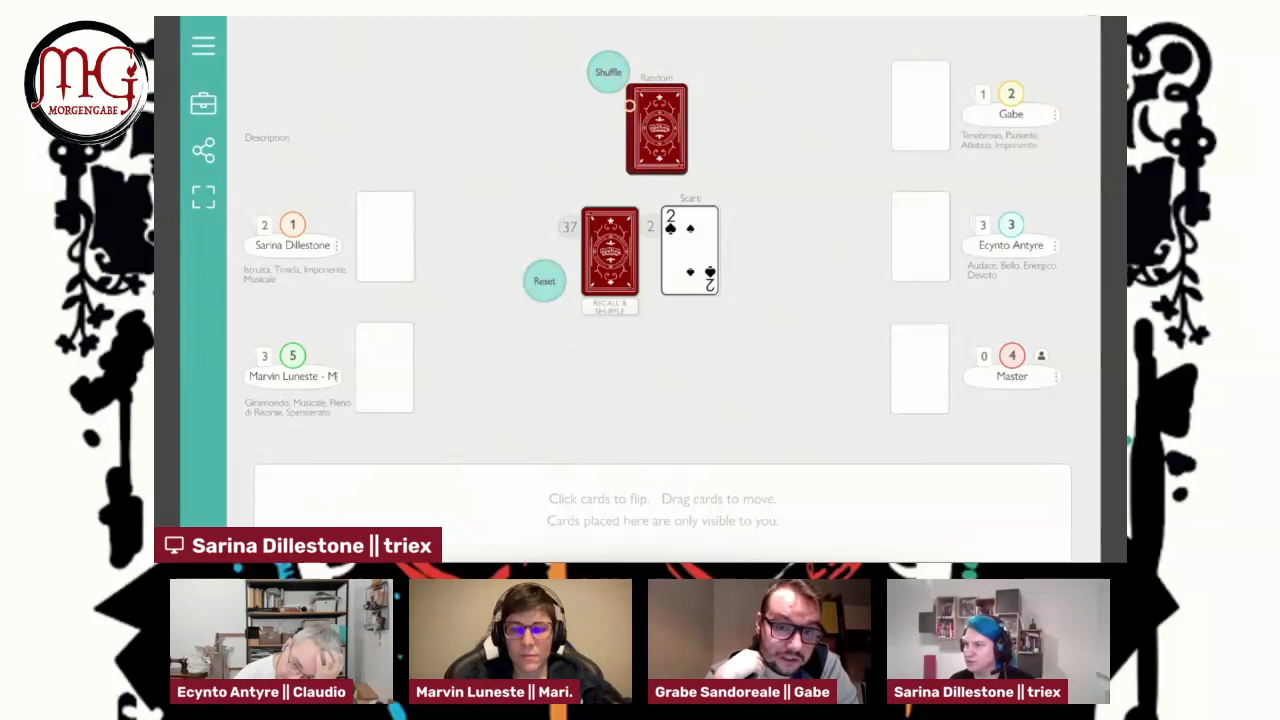 MG
MORGENGABE
Shuffle
Random
Description
1
2
Gabe
Tenebroso, Paziente,
Atletico, Imponente
2
1
Sarina Dillestone
Istruita, Timida, Imponente,
Musicale
37
RECALL &
SHUFFLE
Reset
2
Scart
2
2
3
3
Ecynto Antyre
Audace, Bello, Energico,
Devoto
3
5
Marvin Luneste - M
Giramondo, Musicale, Pieno
di Risorse, Spensierato
0
4
Master
Click cards to flip. Drag cards to move.
Cards placed here are only visible to you.
Sarina Dillestone || triex
Ecynto Antyre || Claudio
Marvin Luneste || Mari.
Grabe Sandoreale || Gabe
Sarina Dillestone || triex